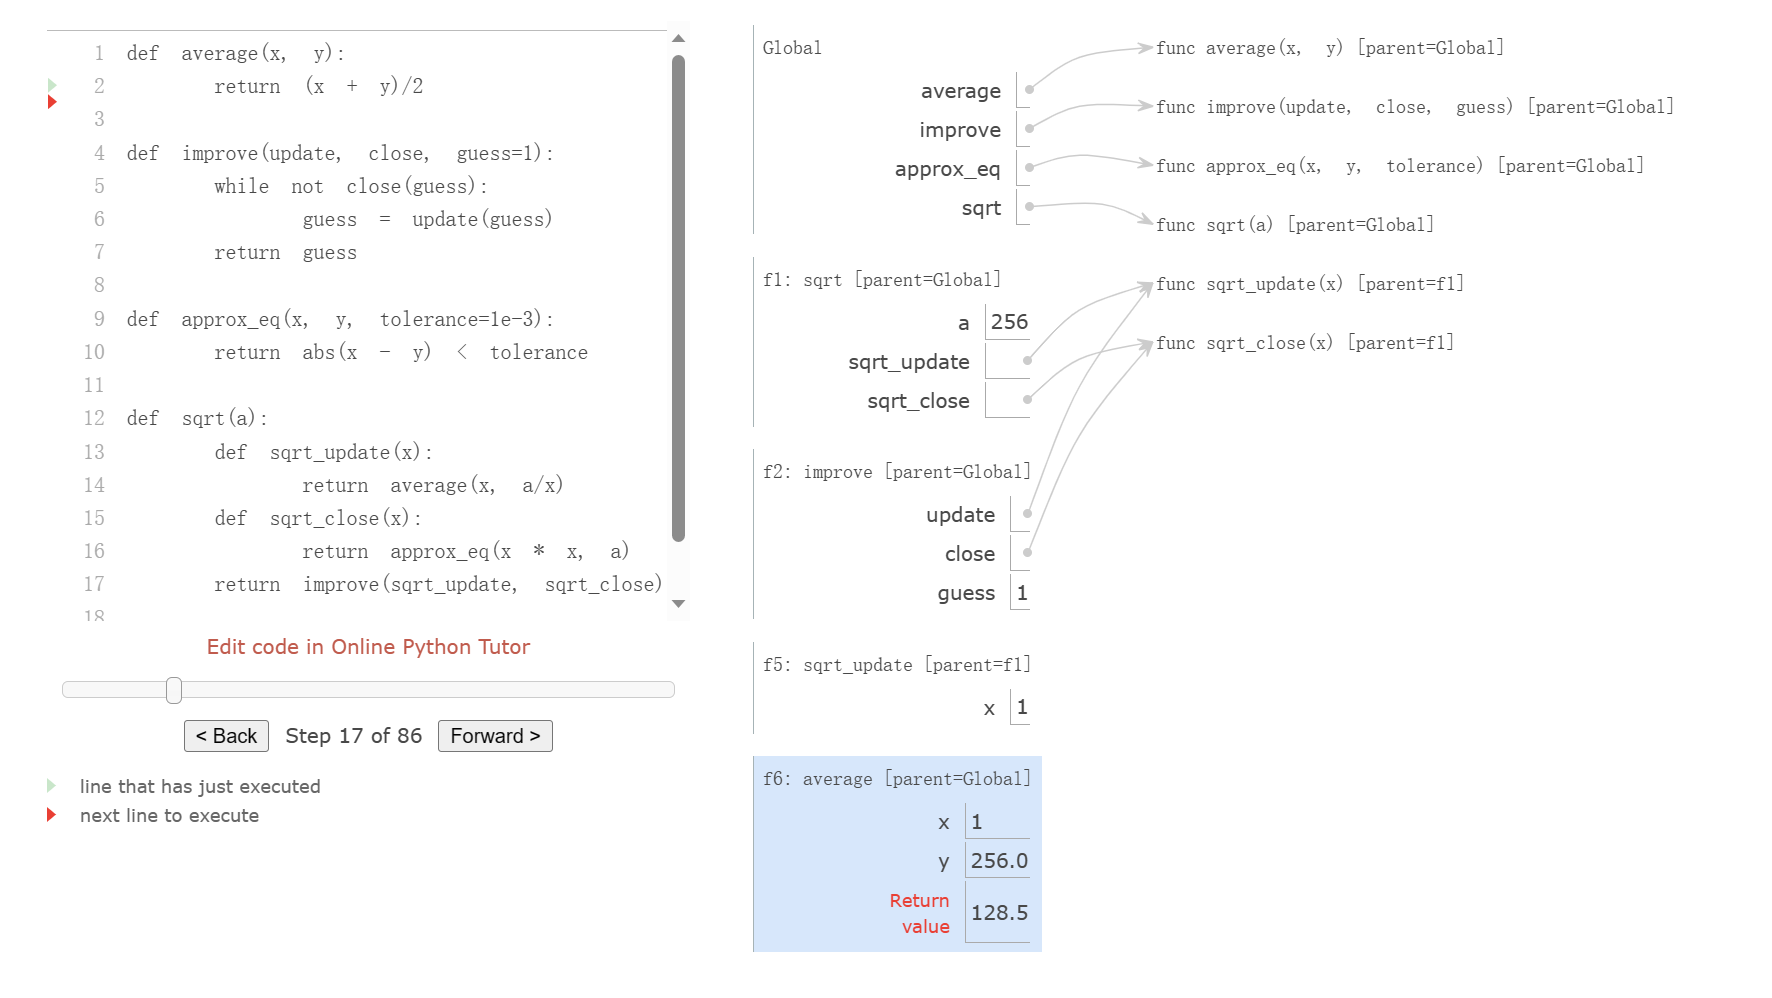 1 def average(x, y):
2 return (x + y)/2
3
4 def improve(update, close, guess=1):
5 while not close(guess):
6 guess = update(guess)
7 return guess
8
9 def approx_eq(x, y, tolerance=1e-3):
10 return abs(x - y) < tolerance
11
12 def sqrt(a):
13 def sqrt_update(x):
14 return average(x, a/x)
15 def sqrt_close(x):
16 return approx_eq(x * x, a)
17 return improve(sqrt_update, sqrt_close)
18
Edit code in Online Python Tutor
< Back Step 17 of 86 Forward >
line that has just executed
next line to execute
Global
average
improve
approx_eq
sqrt
func average(x, y) [parent=Global]
func improve(update, close, guess) [parent=Global]
func approx_eq(x, y, tolerance) [parent=Global]
func sqrt(a) [parent=Global]
func sqrt_update(x) [parent=f1]
func sqrt_close(x) [parent=f1]
f1: sqrt [parent=Global]
a 256
sqrt_update
sqrt_close
f2: improve [parent=Global]
update
close
guess 1
f5: sqrt_update [parent=f1]
x 1
f6: average [parent=Global]
x 1
y 256.0
Return
value 128.5